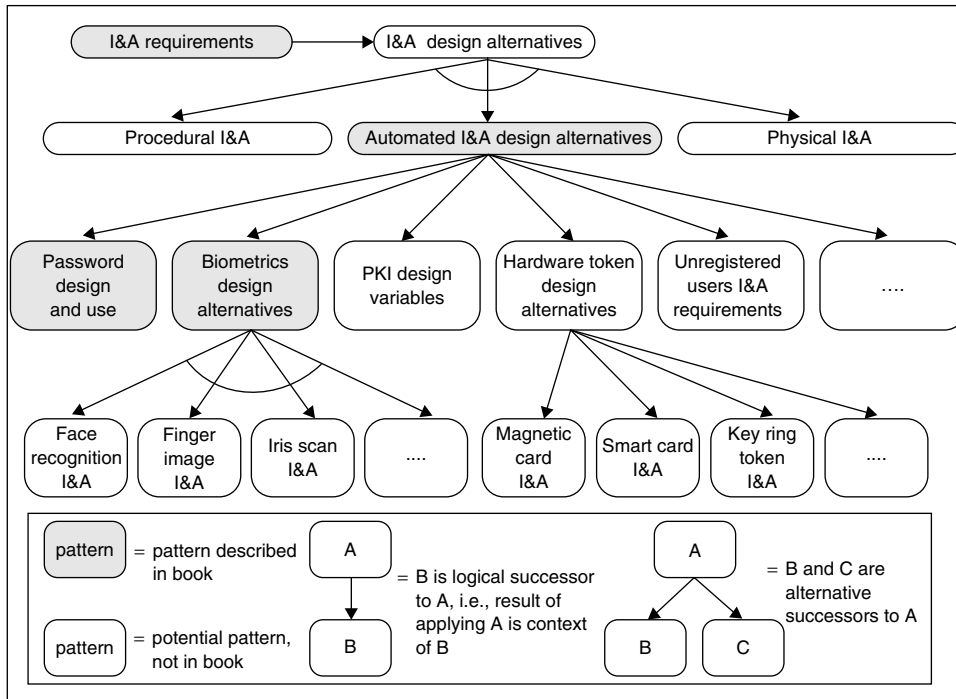 I&A requirements
I&A design alternatives
Procedural I&A
Automated I&A design alternatives
Physical I&A
Password
design
and use
Biometrics
design
alternatives
PKI design
variables
Hardware token
design
alternatives
Unregistered
users I&A
requirements
....
Face
recognition
I&A
Finger
image
I&A
Iris scan
I&A
....
Magnetic
card
I&A
Smart card
I&A
Key ring
token
I&A
....
pattern
= pattern described
in book
pattern
= potential pattern,
not in book
A
B
= B is logical successor
to A, i.e., result of
applying A is context
of B
A
B
C
= B and C are
alternative
successors to A